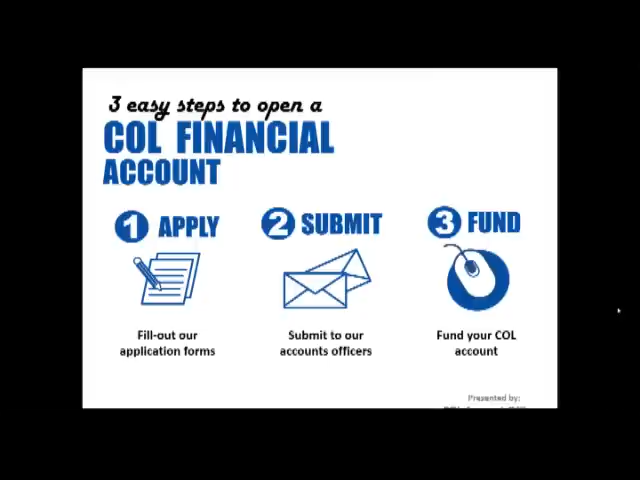 3 easy steps to open a
COL FINANCIAL
ACCOUNT
1 APPLY
2 SUBMIT
3 FUND
Fill-out our
application forms
Submit to our
accounts officers
Fund your COL
account
Presented by: